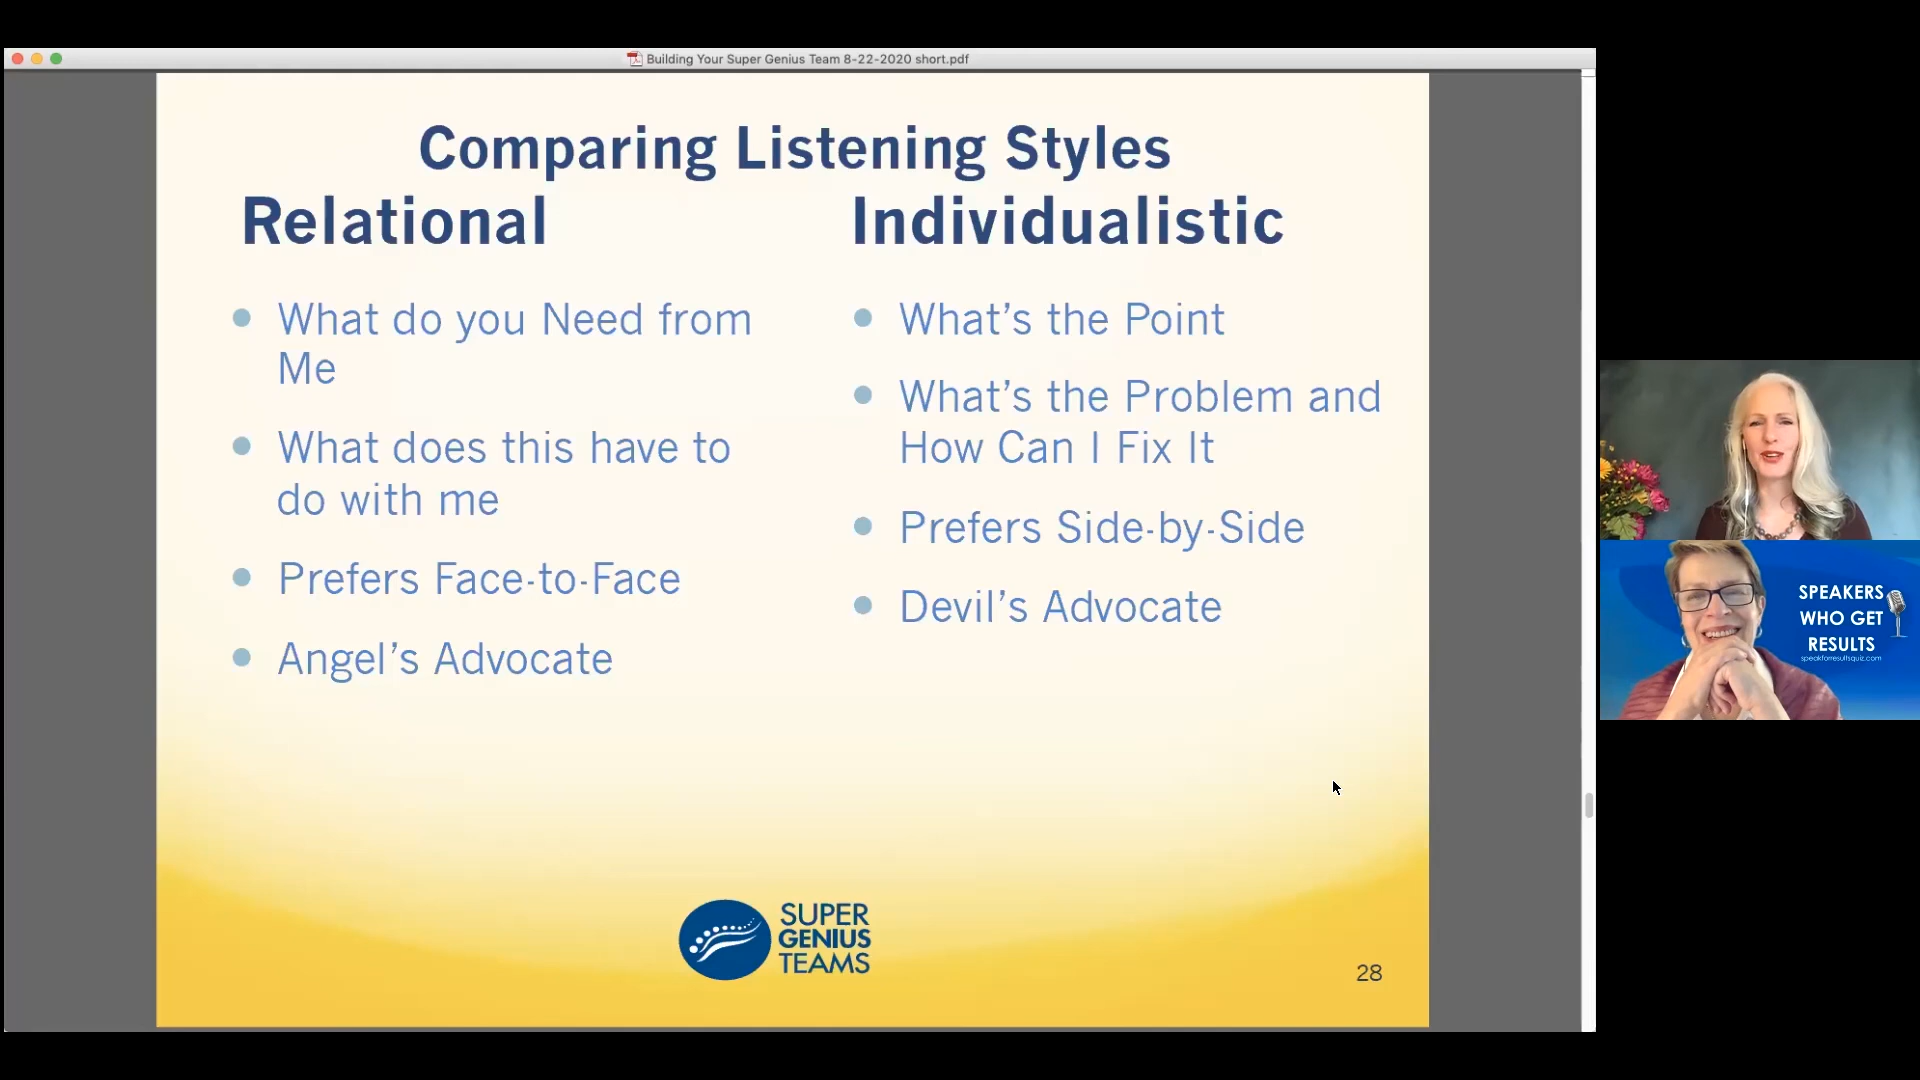 Building Your Super Genius Team 8-22-2020 short.pdf
Comparing Listening Styles
Relational
What do you Need from
Me
What does this have to
do with me
Prefers Face-to-Face
Angel's Advocate
Individualistic
What's the Point
What's the Problem and
How Can I Fix It
Prefers Side-by-Side
Devil's Advocate
SUPER
GENIUS
TEAMS
28
SPEAKERS
WHO GET
RESULTS
speakforresultsquiz.com